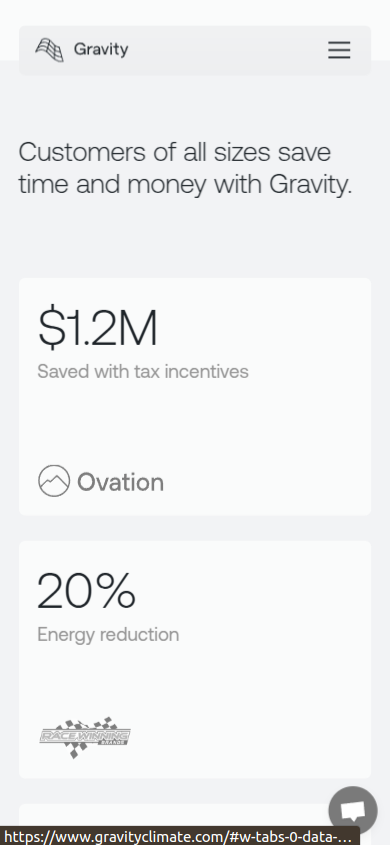 Gravity
Customers of all sizes save
time and money with Gravity.
$1.2M
Saved with tax incentives
Ovation
20%
Energy reduction
RACE WINNING
BRANDS
https://www.gravityclimate.com/#w-tabs-0-data-...